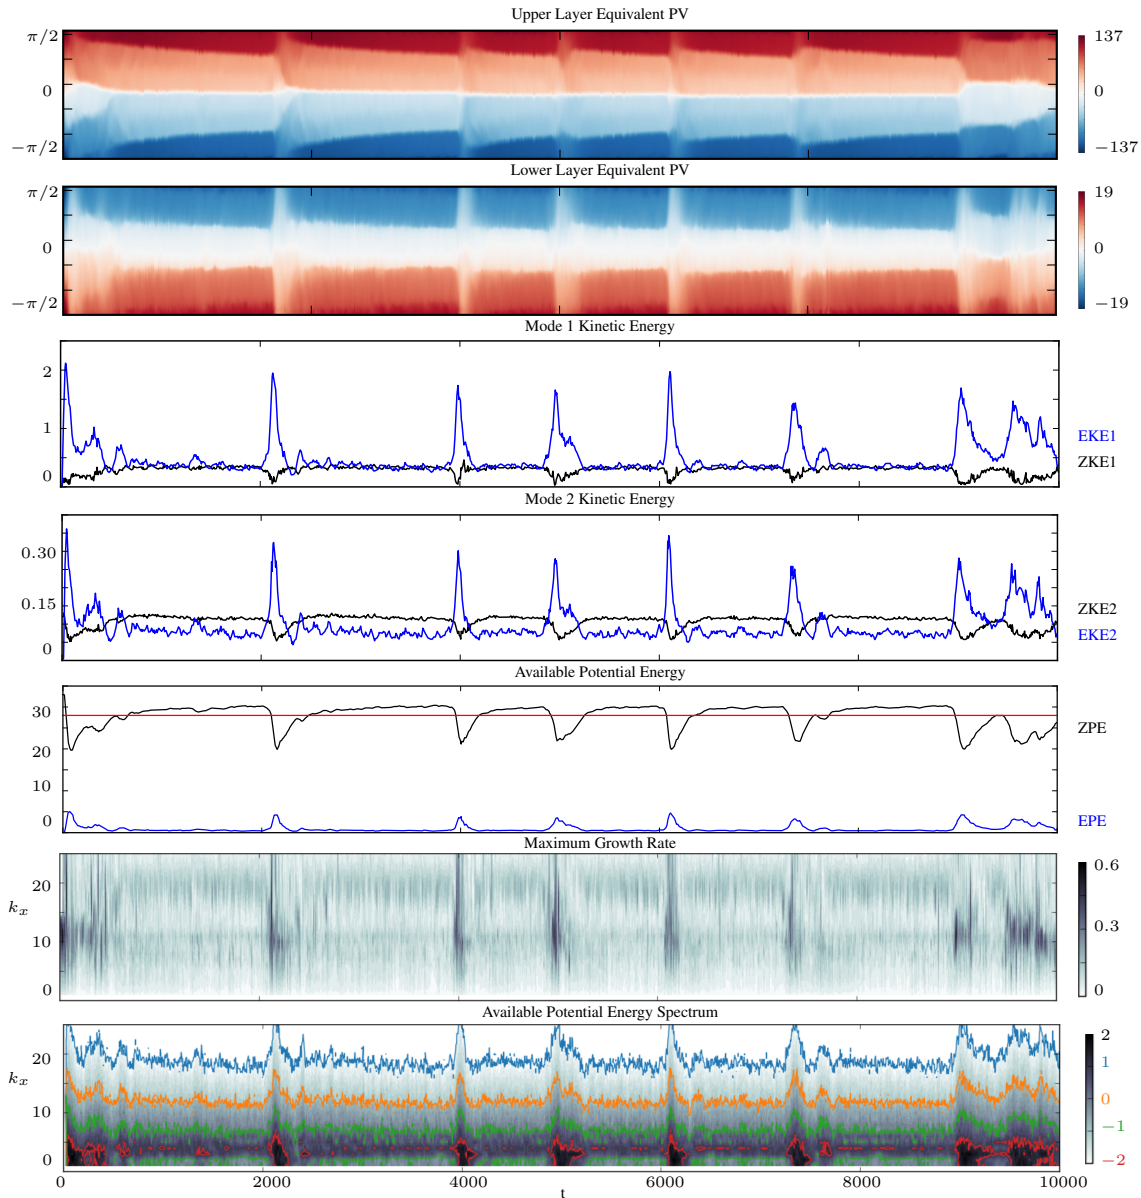 Upper Layer Equivalent PV
π/2
0
−π/2
137
0
−137
Lower Layer Equivalent PV
π/2
0
−π/2
19
0
−19
Mode 1 Kinetic Energy
2
1
0
EKE1
ZKE1
Mode 2 Kinetic Energy
0.30
0.15
0
ZKE2
EKE2
Available Potential Energy
30
20
10
0
ZPE
EPE
Maximum Growth Rate
20
k_x
10
0
0.6
0.3
0
Available Potential Energy Spectrum
20
k_x
10
0
2
1
0
−1
−2
0 2000 4000 6000 8000 10000
t